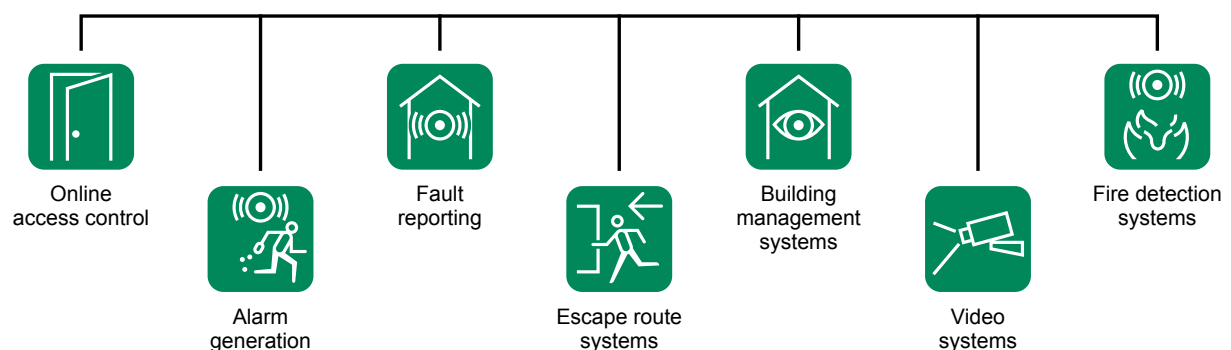 Online
access control
Alarm
generation
Fault
reporting
Escape route
systems
Building
management
systems
Video
systems
Fire detection
systems